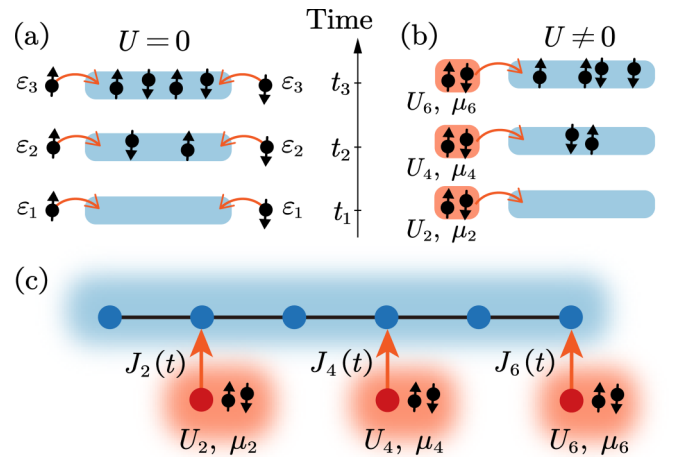 (a) U = 0 Time (b) U ≠ 0
ε₃ ε₃ t₃
U₆, μ₆
ε₂ ε₂ t₂
U₄, μ₄
ε₁ ε₁ t₁
U₂, μ₂
(c)
J₂(t) J₄(t) J₆(t)
U₂, μ₂ U₄, μ₄ U₆, μ₆